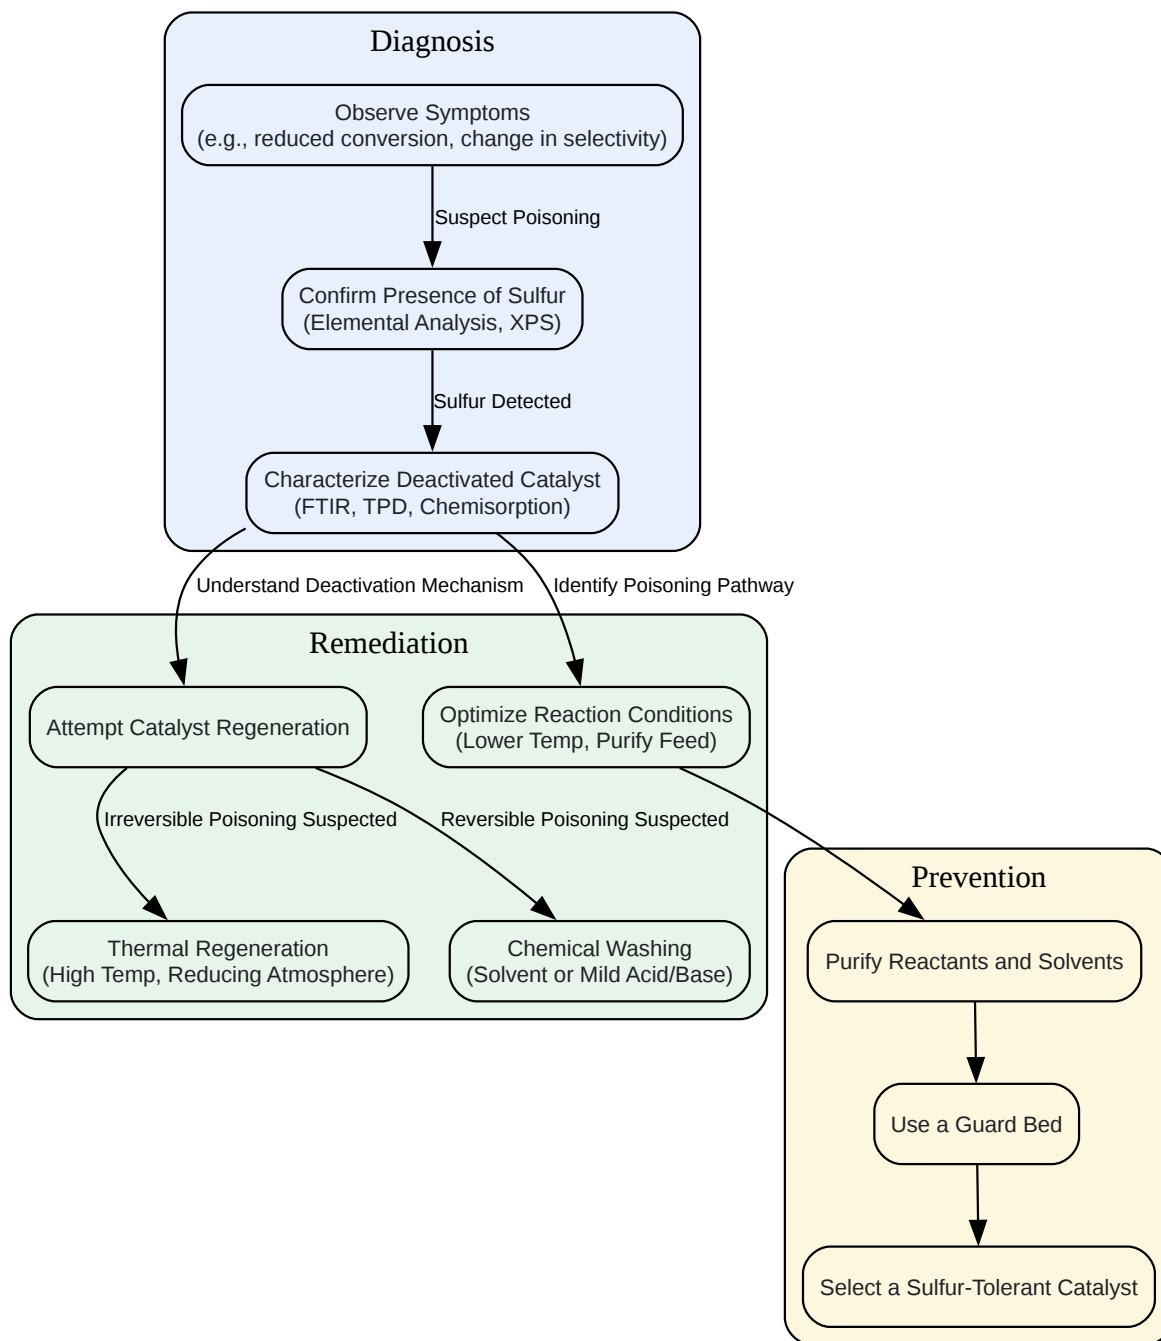 Diagnosis
Observe Symptoms
(e.g., reduced conversion, change in selectivity)
Suspect Poisoning
Confirm Presence of Sulfur
(Elemental Analysis, XPS)
Sulfur Detected
Characterize Deactivated Catalyst
(FTIR, TPD, Chemisorption)
Understand Deactivation Mechanism
Identify Poisoning Pathway
Remediation
Attempt Catalyst Regeneration
Optimize Reaction Conditions
(Lower Temp, Purify Feed)
Irreversible Poisoning Suspected
Reversible Poisoning Suspected
Thermal Regeneration
(High Temp, Reducing Atmosphere)
Chemical Washing
(Solvent or Mild Acid/Base)
Prevention
Purify Reactants and Solvents
Use a Guard Bed
Select a Sulfur-Tolerant Catalyst